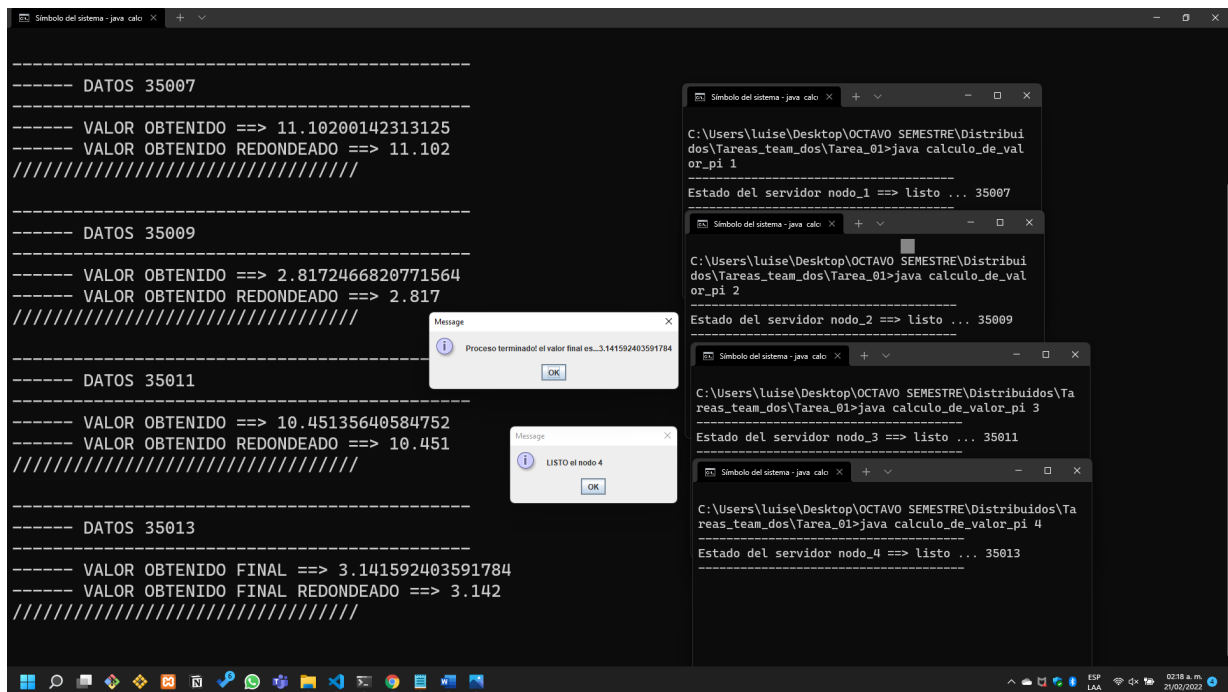 Símbolo del sistema - java calc
------------------------------------------------
------ DATOS 35007
------------------------------------------------
------ VALOR OBTENIDO ==> 11.10200142313125
------ VALOR OBTENIDO REDONDEADO ==> 11.102
//////////////////////////////////
------------------------------------------------
------ DATOS 35009
------------------------------------------------
------ VALOR OBTENIDO ==> 2.8172466820771564
------ VALOR OBTENIDO REDONDEADO ==> 2.817
//////////////////////////////////
------------------------------------------------
------ DATOS 35011
------------------------------------------------
------ VALOR OBTENIDO ==> 10.45135640584752
------ VALOR OBTENIDO REDONDEADO ==> 10.451
//////////////////////////////////
------------------------------------------------
------ DATOS 35013
------------------------------------------------
------ VALOR OBTENIDO FINAL ==> 3.141592403591784
------ VALOR OBTENIDO FINAL REDONDEADO ==> 3.142
//////////////////////////////////
Message
Proceso terminado! el valor final es...3.141592403591784
OK
Message
LISTO el nodo 4
OK
Símbolo del sistema - java calc
C:\Users\luise\Desktop\OCTAVO SEMESTRE\Distribui
dos\Tareas_team_dos\Tarea_01>java calculo_de_val
or_pi 1
--------------------------------------
Estado del servidor nodo_1 ==> listo ... 35007
--------------------------------------
Símbolo del sistema - java calc
C:\Users\luise\Desktop\OCTAVO SEMESTRE\Distribui
dos\Tareas_team_dos\Tarea_01>java calculo_de_val
or_pi 2
--------------------------------------
Estado del servidor nodo_2 ==> listo ... 35009
--------------------------------------
Símbolo del sistema - java calc
C:\Users\luise\Desktop\OCTAVO SEMESTRE\Distribuidos\Ta
reas_team_dos\Tarea_01>java calculo_de_valor_pi 3
--------------------------------------
Estado del servidor nodo_3 ==> listo ... 35011
--------------------------------------
Símbolo del sistema - java calc
C:\Users\luise\Desktop\OCTAVO SEMESTRE\Distribuidos\Ta
reas_team_dos\Tarea_01>java calculo_de_valor_pi 4
--------------------------------------
Estado del servidor nodo_4 ==> listo ... 35013
--------------------------------------
ESP
LAA
02:18 a. m.
21/02/2022